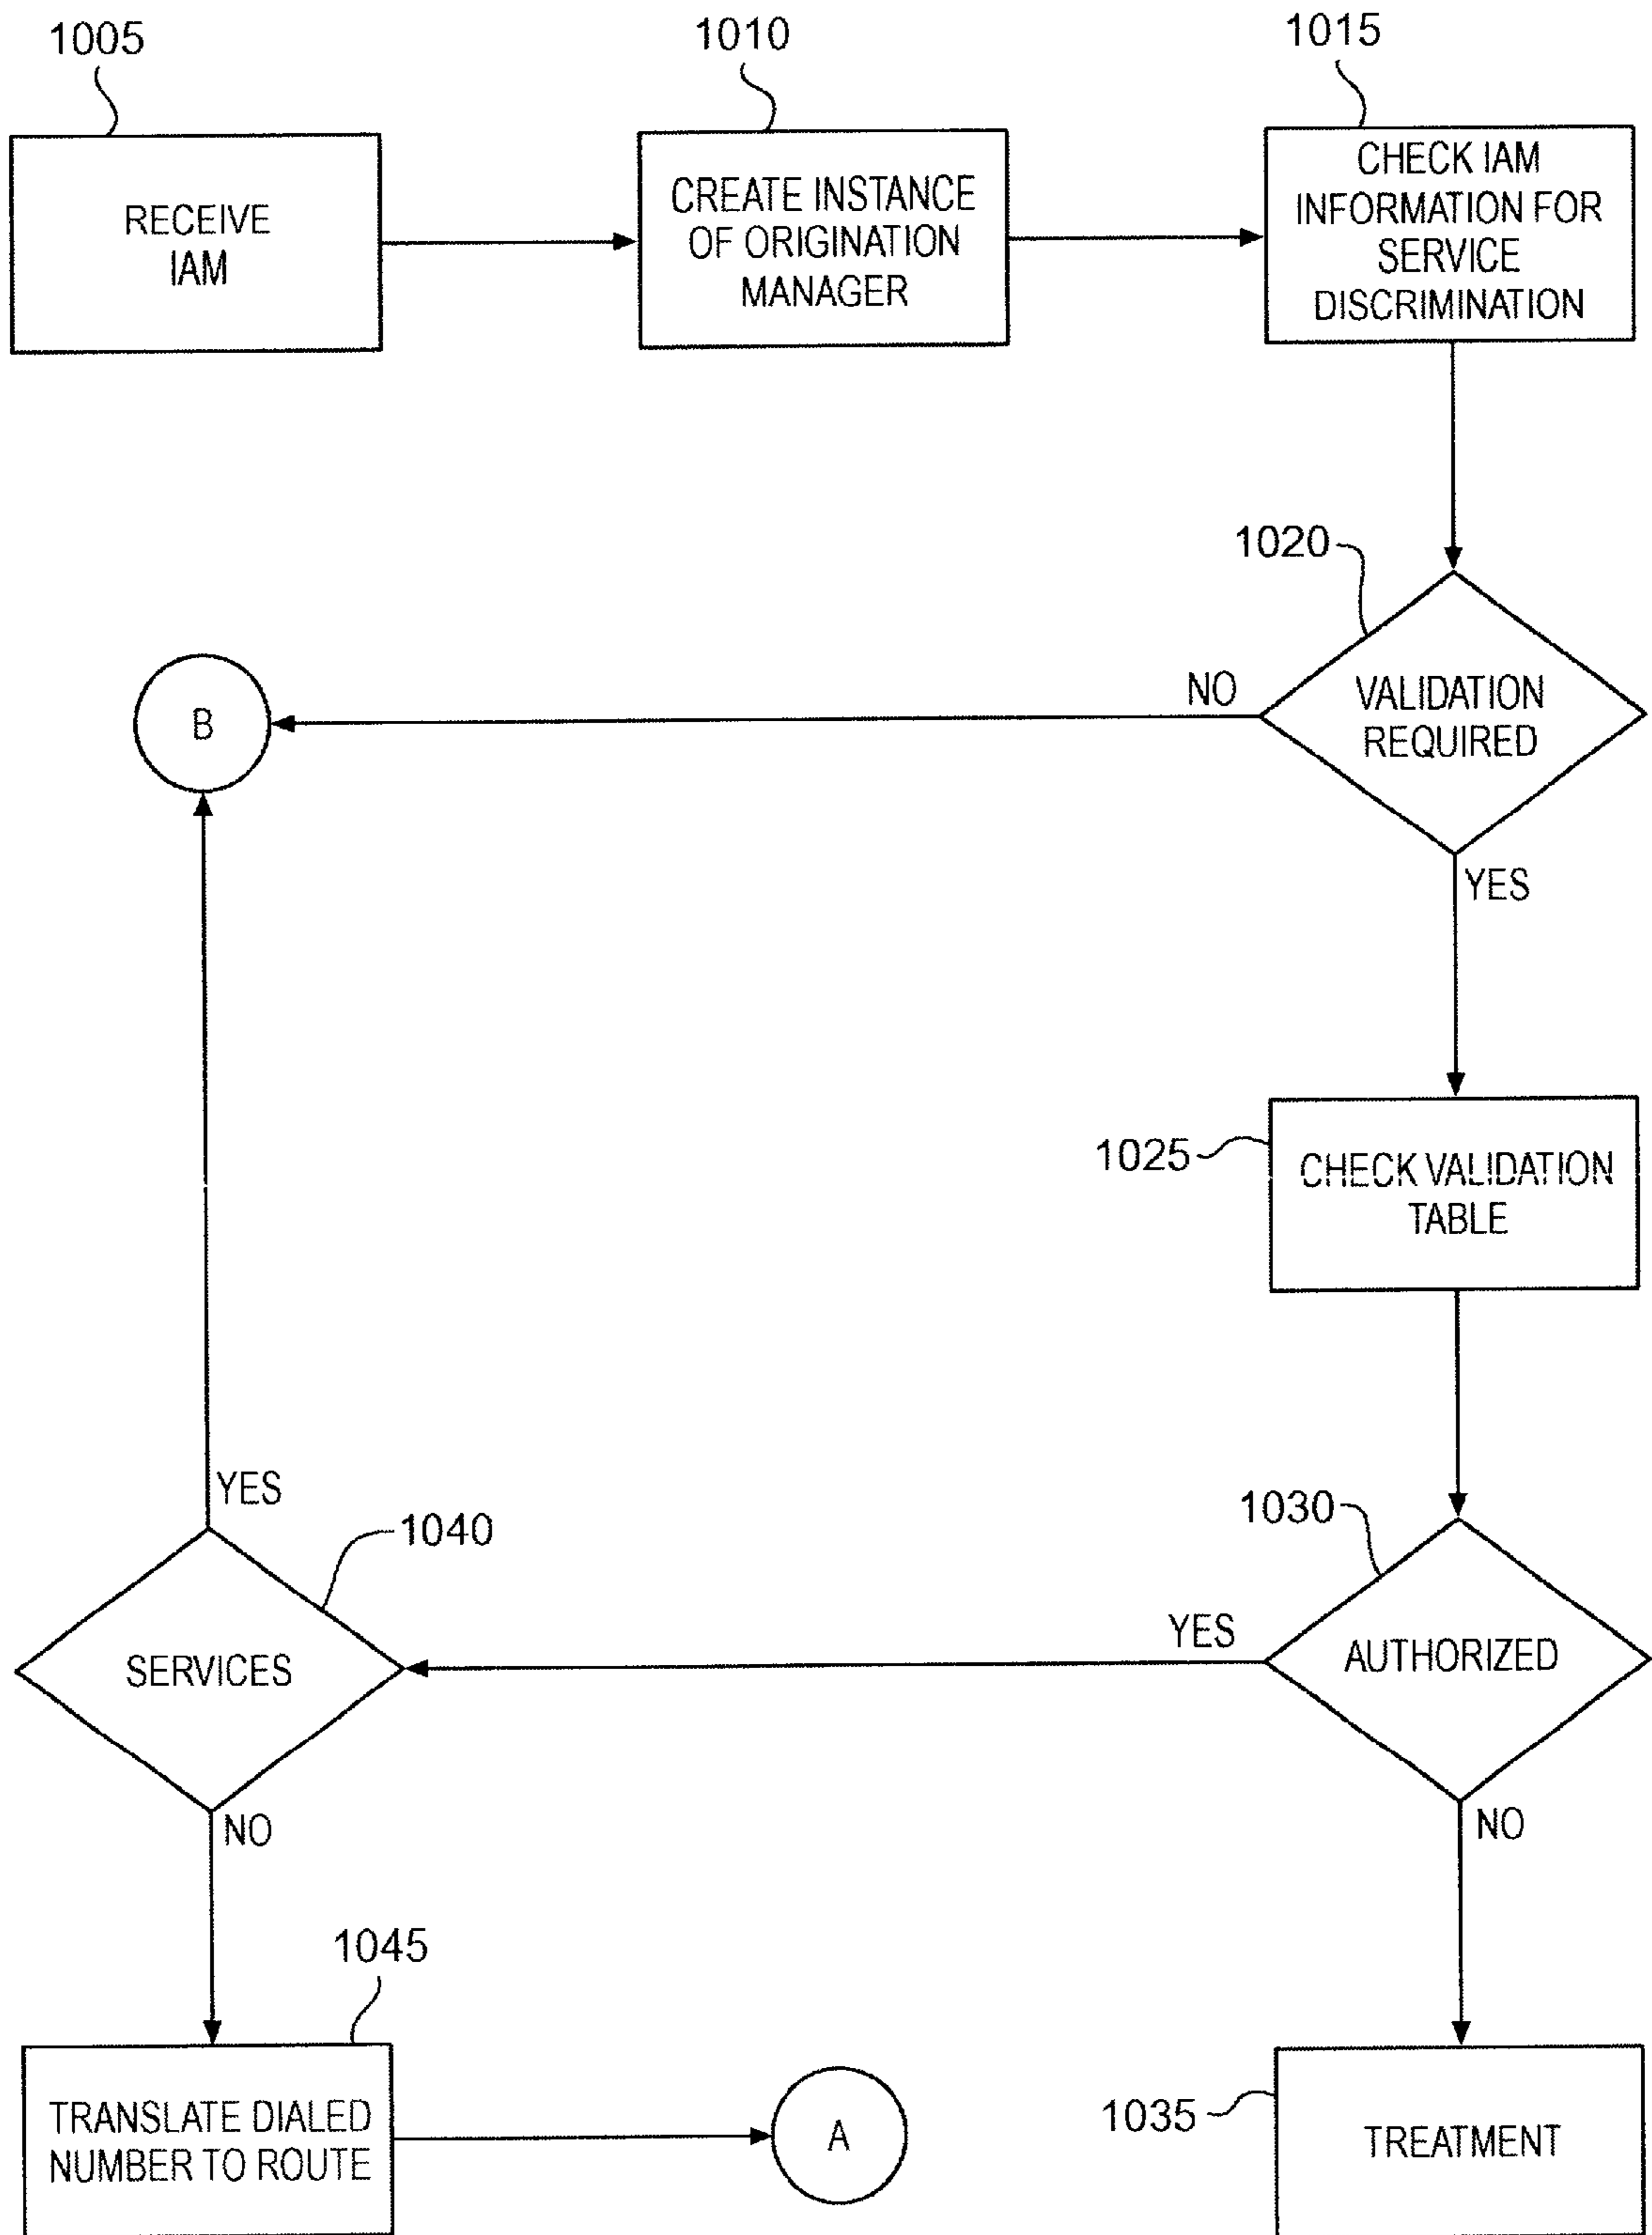 1005
1010
1015
RECEIVE
IAM
CREATE INSTANCE
OF ORIGINATION
MANAGER
CHECK IAM
INFORMATION FOR
SERVICE
DISCRIMINATION
1020
B
NO
VALIDATION
REQUIRED
YES
1025
CHECK VALIDATION
TABLE
YES
1040
1030
SERVICES
YES
AUTHORIZED
NO
NO
1045
TRANSLATE DIALED
NUMBER TO ROUTE
A
1035
TREATMENT